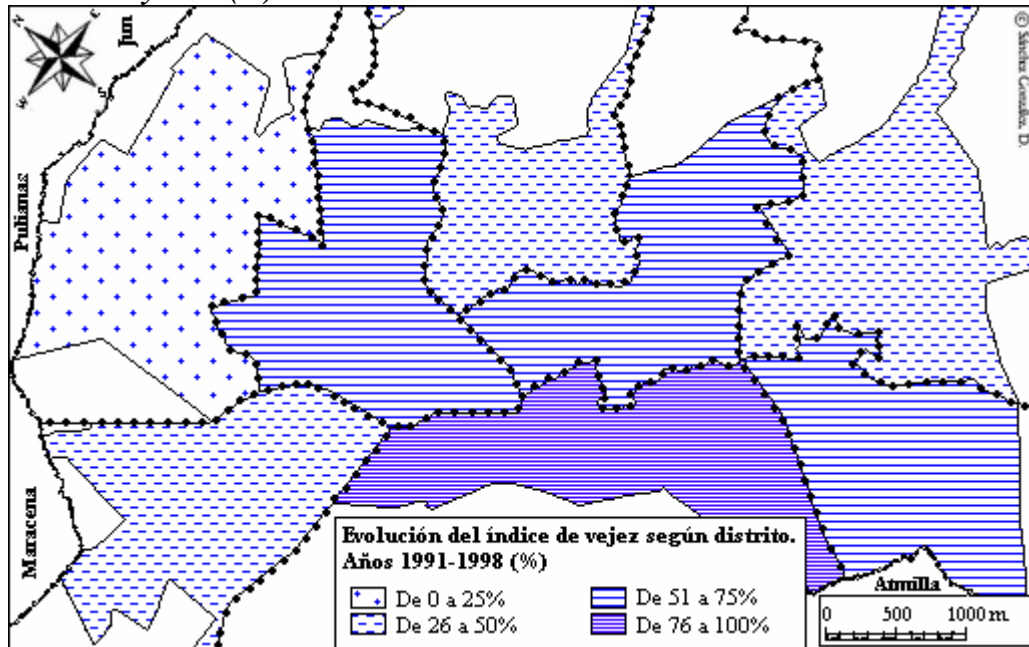 N
E
S
W
Jun
Pulianas
Maracena
© Sánchez González, D.
Evolución del índice de vejez según distrito.
Años 1991-1998 (%)
De 0 a 25%
De 26 a 50%
De 51 a 75%
De 76 a 100%
Atmilla
0 500 1000 m.